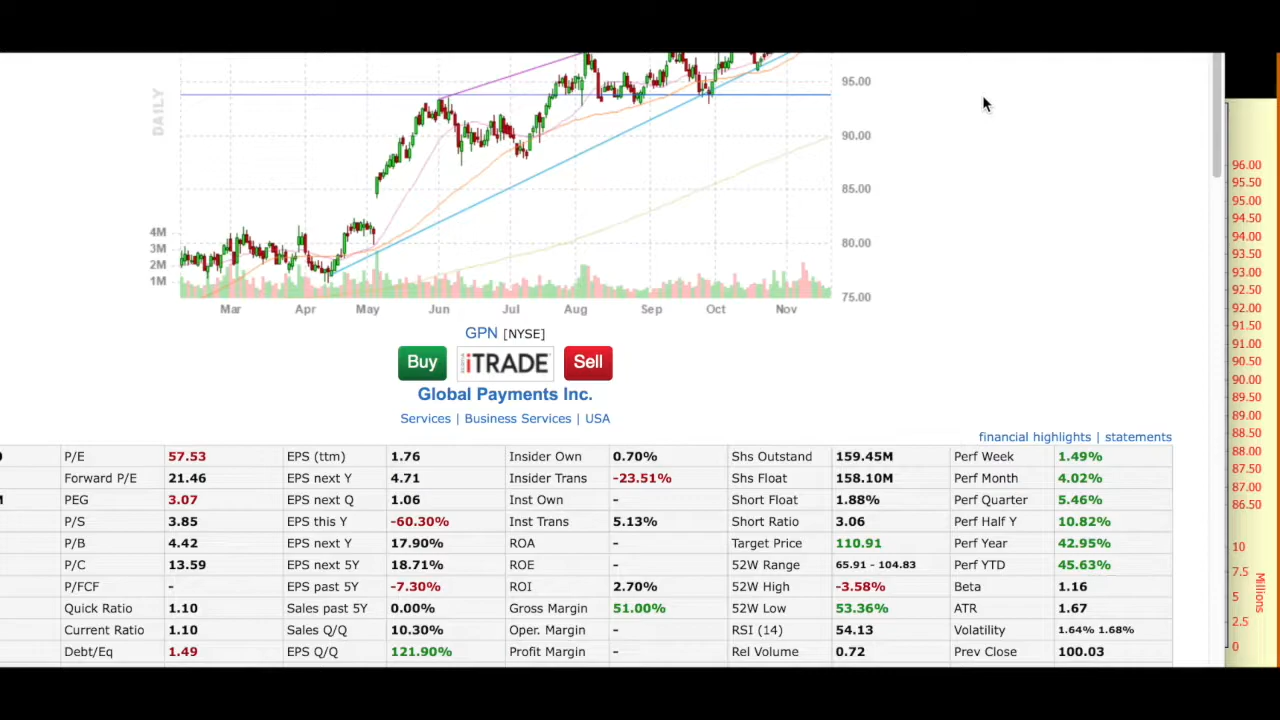 95.00
DAILY
90.00
85.00
4M 80.00
3M
2M
1M
75.00
Mar Apr May Jun Jul Aug Sep Oct Nov
GPN [NYSE]
Buy iTRADE Sell
Global Payments Inc.
Services | Business Services | USA
financial highlights | statements
0 P/E 57.53 EPS (ttm) 1.76 Insider Own 0.70% Shs Outstand 159.45M Perf Week 1.49%
Forward P/E 21.46 EPS next Y 4.71 Insider Trans -23.51% Shs Float 158.10M Perf Month 4.02%
M PEG 3.07 EPS next Q 1.06 Inst Own - Short Float 1.88% Perf Quarter 5.46%
P/S 3.85 EPS this Y -60.30% Inst Trans 5.13% Short Ratio 3.06 Perf Half Y 10.82%
P/B 4.42 EPS next Y 17.90% ROA - Target Price 110.91 Perf Year 42.95%
P/C 13.59 EPS next 5Y 18.71% ROE - 52W Range 65.91 - 104.83 Perf YTD 45.63%
P/FCF - EPS past 5Y -7.30% ROI 2.70% 52W High -3.58% Beta 1.16
Quick Ratio 1.10 Sales past 5Y 0.00% Gross Margin 51.00% 52W Low 53.36% ATR 1.67
Current Ratio 1.10 Sales Q/Q 10.30% Oper. Margin - RSI (14) 54.13 Volatility 1.64% 1.68%
Debt/Eq 1.49 EPS Q/Q 121.90% Profit Margin - Rel Volume 0.72 Prev Close 100.03
96.00
95.50
95.00
94.50
94.00
93.50
93.00
92.50
92.00
91.50
91.00
90.50
90.00
89.50
89.00
88.50
88.00
87.50
87.00
86.50
10
7.5
5
2.5
0
Millions